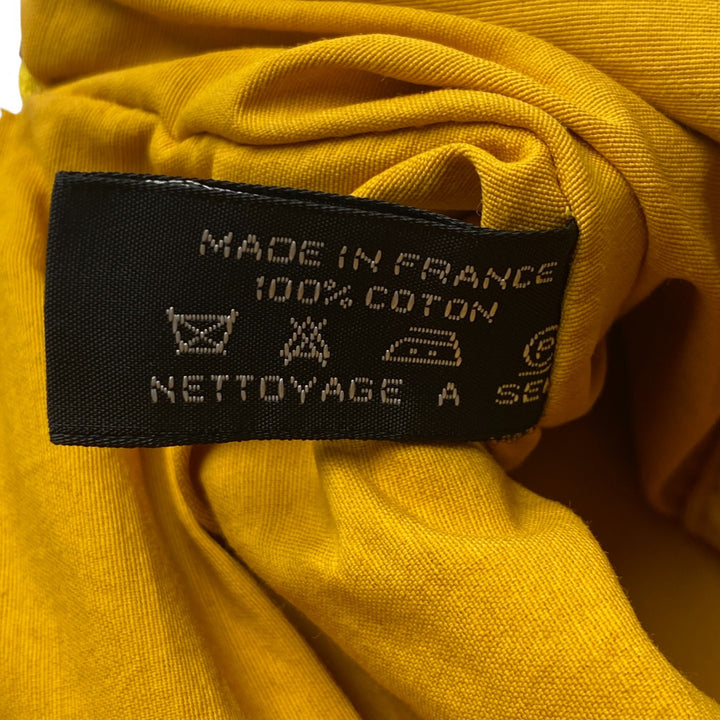 MADE IN FRANCE
100% COTON
P
NETTOYAGE A